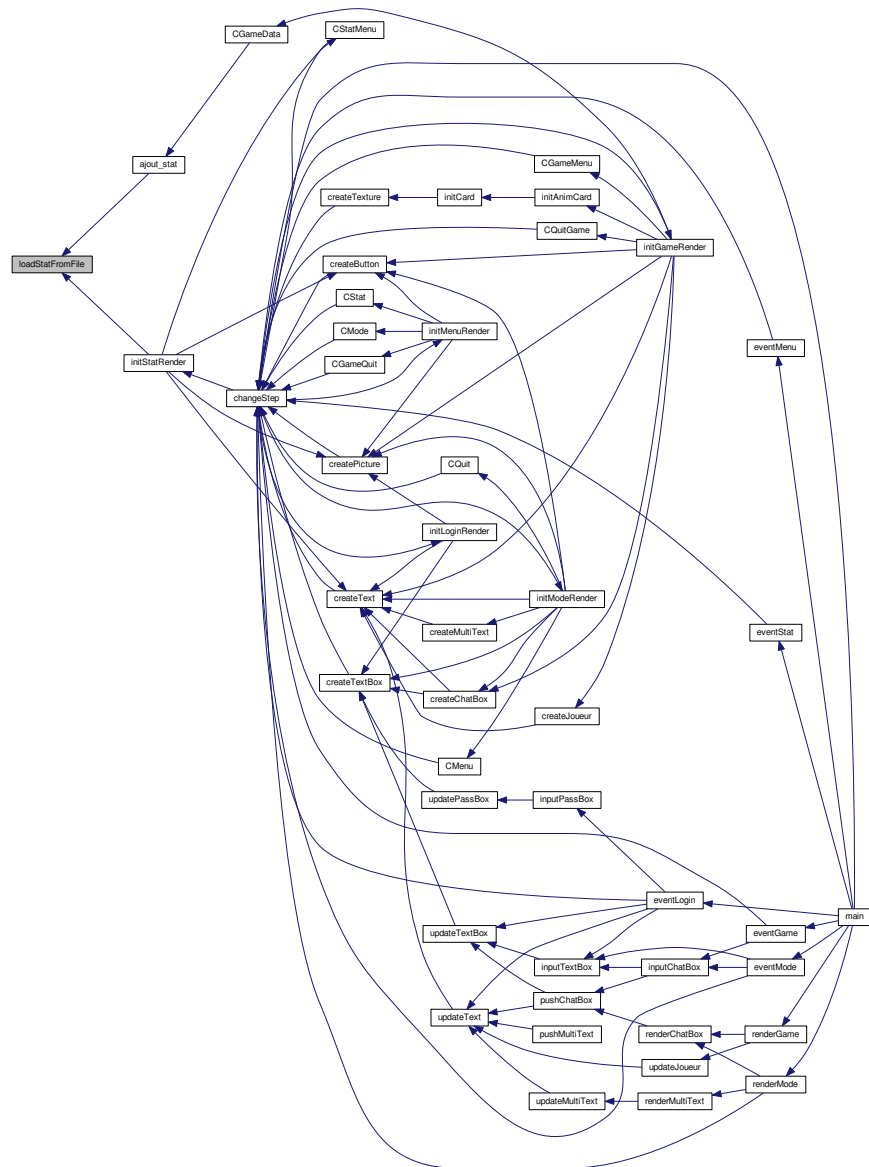 CStatMenu
CGameData
ajout_stat
CGameMenu
createTexture
initCard
initAnimCard
CQuitGame
initGameRender
loadStatFromFile
createButton
CStat
CMode
initMenuRender
eventMenu
initStatRender
CGameQuit
changeStep
createPicture
CQuit
initLoginRender
createText
initModeRender
createMultiText
eventStat
createTextBox
createChatBox
createJoueur
CMenu
updatePassBox
inputPassBox
eventLogin
main
updateTextBox
eventGame
inputTextBox
inputChatBox
eventMode
pushChatBox
updateText
pushMultiText
renderChatBox
renderGame
updateJoueur
renderMode
updateMultiText
renderMultiText